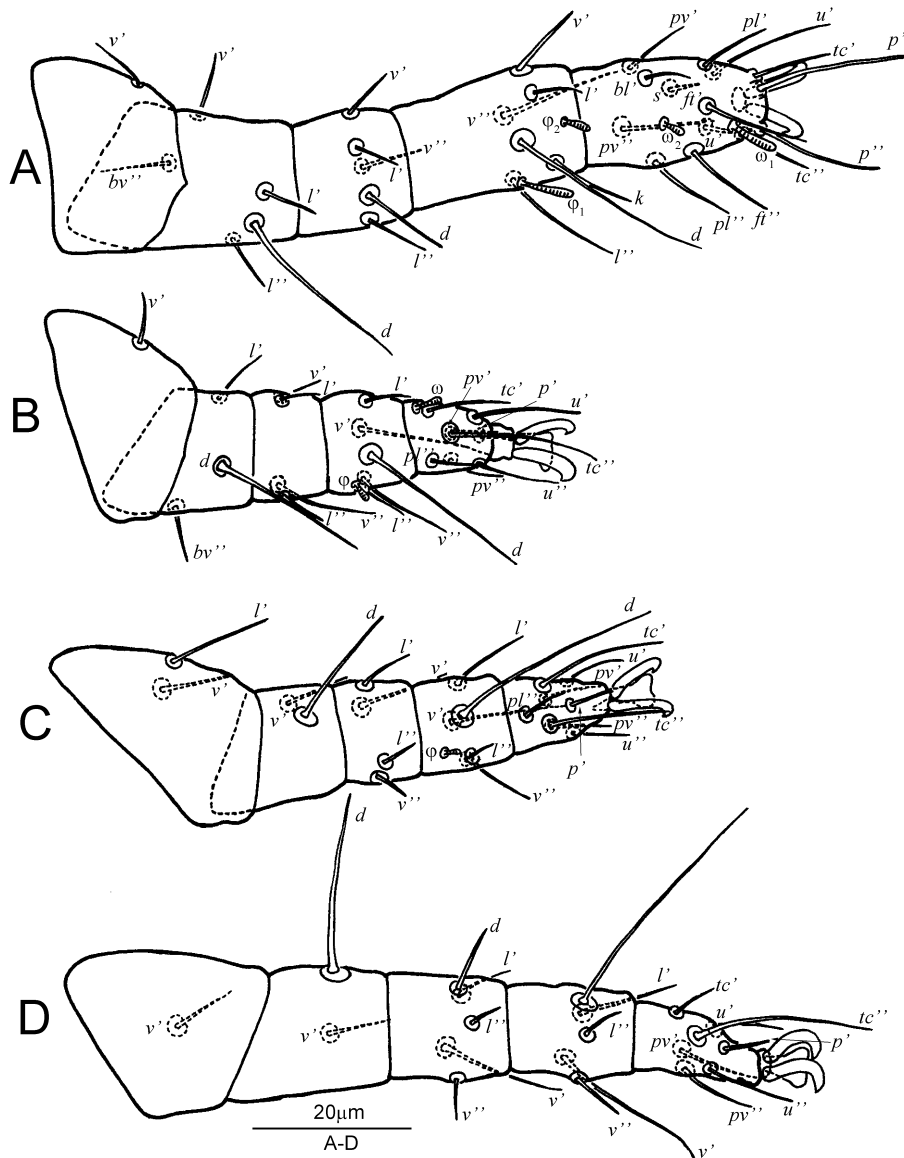 v’
v’
bv’’
l’
d
l’’
d
v’
l’
v’’
d
l’’
v’
l’
v’’
φ2
k
φ1
d
l’’
pv’
pl’
u’
tc’
p’
bl’
s
ft’
pv’’
ω2
u’’
ω1
tc’’
p’’
pl’’
ft’’
A
v’
l’
d
bv’’
v’
l’
l’’
v’’
l’
v’
φ
l’’
v’’
d
ω
tc’
pv’
p’
u’
pl’’
pv’’
u’’
tc’’
B
l’
v’
d
v’
l’
v’
l’’
v’’
l’
d
v’
φ
l’’
v’’
tc’
u’
pv’
pl’’
pv’’
tc’’
u’’
p’
C
d
v’
v’
d
l’
l’’
v’
v’’
l’
l’’
v’’
v’
tc’
u’
tc’’
p’
pv’
pv’’
u’’
D
20μm
A-D